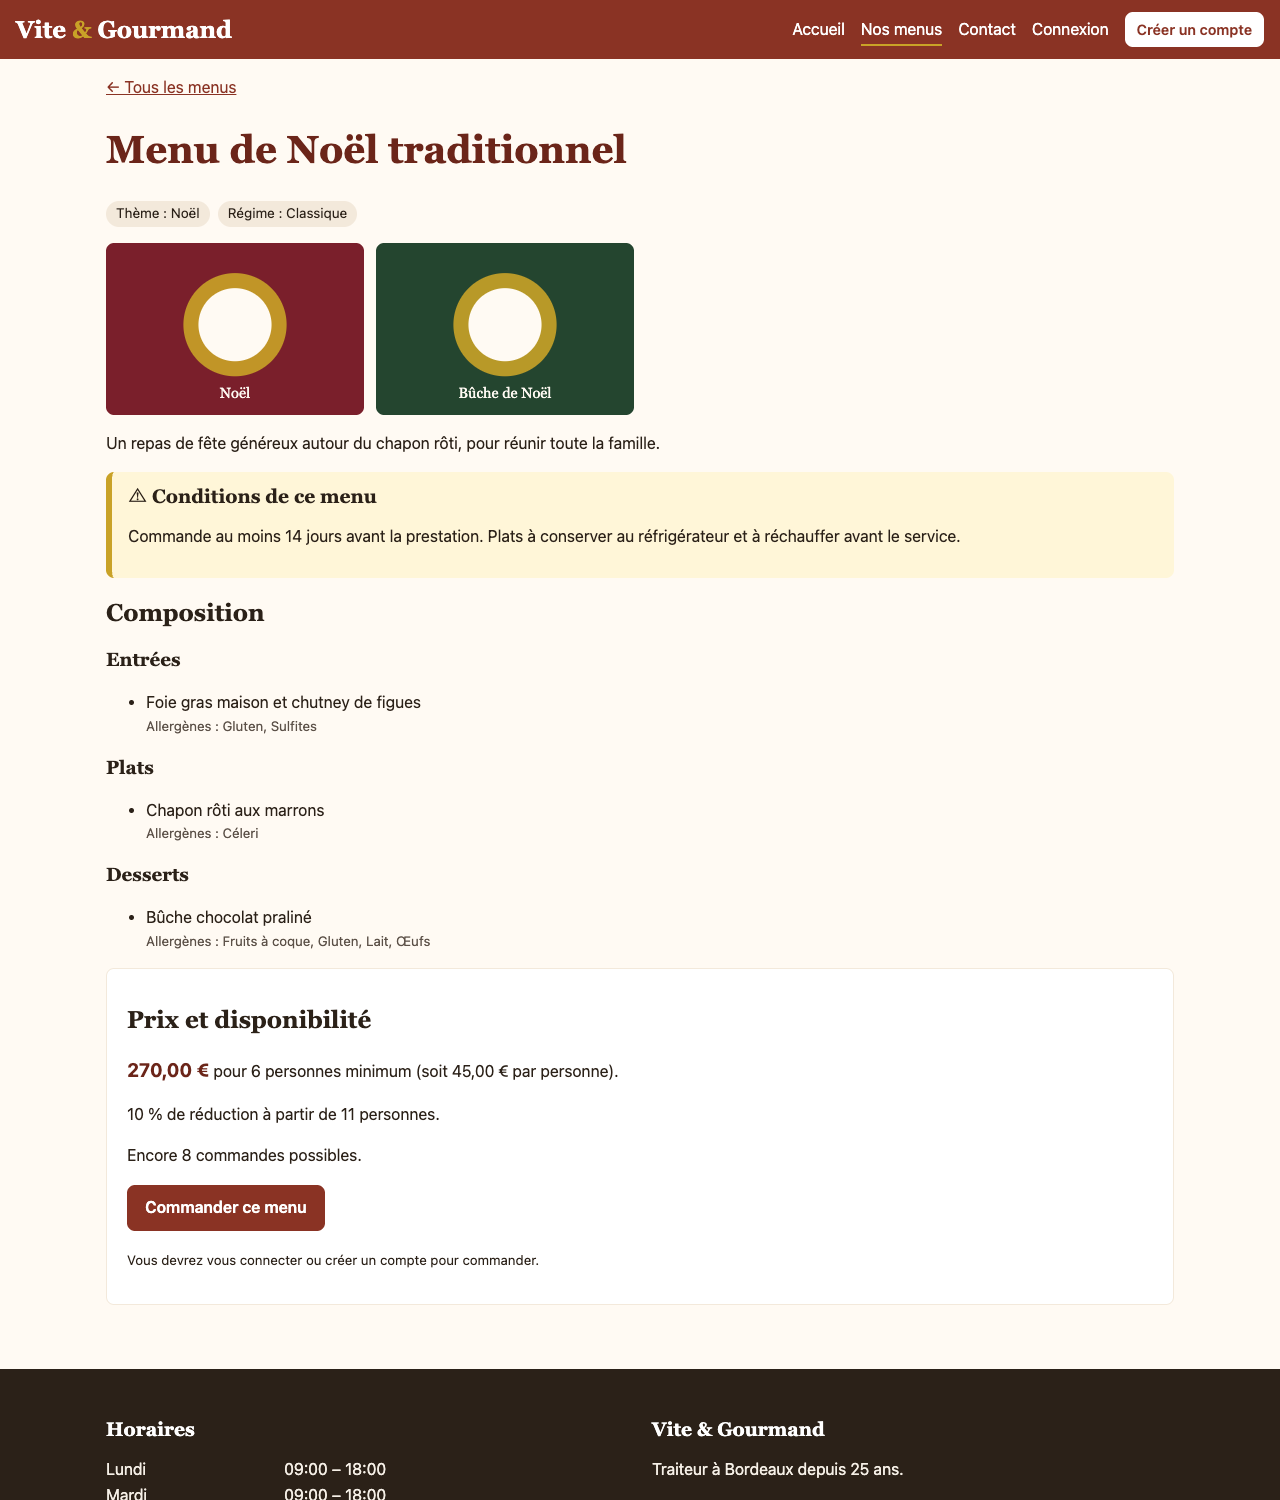 Vite & Gourmand
Accueil Nos menus Contact Connexion Créer un compte
← Tous les menus
Menu de Noël traditionnel
Thème : Noël Régime : Classique
Noël Bûche de Noël
Un repas de fête généreux autour du chapon rôti, pour réunir toute la famille.
⚠ Conditions de ce menu
Commande au moins 14 jours avant la prestation. Plats à conserver au réfrigérateur et à réchauffer avant le service.
Composition
Entrées
• Foie gras maison et chutney de figues
Allergènes : Gluten, Sulfites
Plats
• Chapon rôti aux marrons
Allergènes : Céleri
Desserts
• Bûche chocolat praliné
Allergènes : Fruits à coque, Gluten, Lait, Œufs
Prix et disponibilité
270,00 € pour 6 personnes minimum (soit 45,00 € par personne).
10 % de réduction à partir de 11 personnes.
Encore 8 commandes possibles.
Commander ce menu
Vous devrez vous connecter ou créer un compte pour commander.
Horaires
Lundi 09:00 – 18:00
Mardi 09:00 – 18:00
Vite & Gourmand
Traiteur à Bordeaux depuis 25 ans.